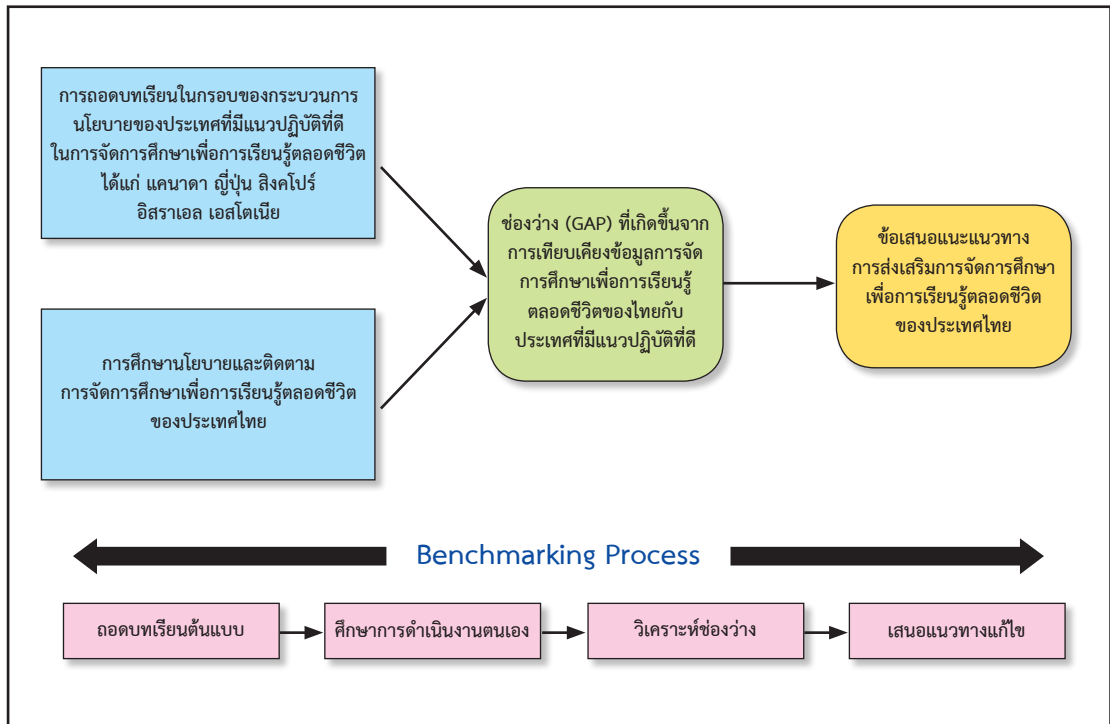 การถอดบทเรียนในกรอบของกระบวนการ
นโยบายของประเทศที่มีแนวปฏิบัติที่ดี
ในการจัดการศึกษาเพื่อการเรียนรู้ตลอดชีวิต
ได้แก่ แคนาดา ญี่ปุ่น สิงคโปร์
อิสราเอล เอสโตเนีย
การศึกษานโยบายและติดตาม
การจัดการศึกษาเพื่อการเรียนรู้ตลอดชีวิต
ของประเทศไทย
ช่องว่าง (GAP) ที่เกิดขึ้นจาก
การเทียบเคียงข้อมูลการจัด
การศึกษาเพื่อการเรียนรู้
ตลอดชีวิตของไทยกับ
ประเทศที่มีแนวปฏิบัติที่ดี
ข้อเสนอแนะแนวทาง
การส่งเสริมการจัดการศึกษา
เพื่อการเรียนรู้ตลอดชีวิต
ของประเทศไทย
Benchmarking Process
ถอดบทเรียนต้นแบบ
ศึกษาการดำเนินงานตนเอง
วิเคราะห์ช่องว่าง
เสนอแนวทางแก้ไข